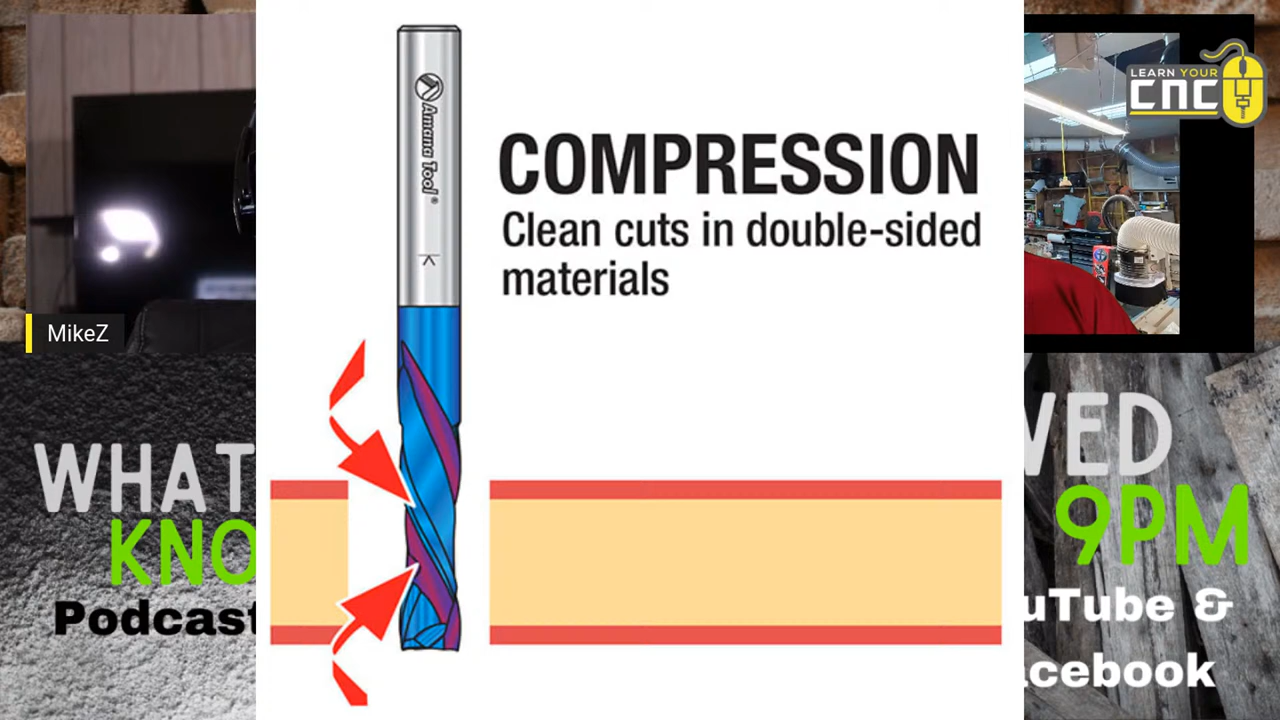 LEARN YOUR
CNC
Amana Tool®
COMPRESSION
Clean cuts in double-sided
materials
MikeZ
WHAT
KNO
Podcast
WED
9PM
uTube &
acebook